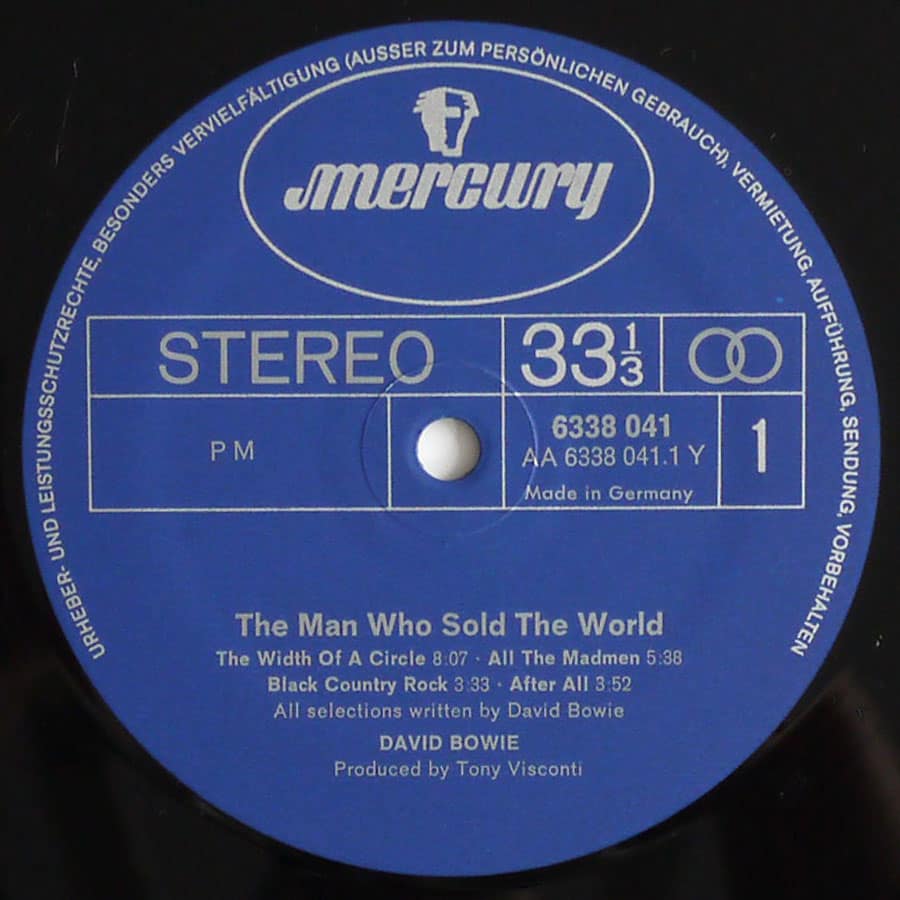 URHEBER- UND LEISTUNGSSCHUTZRECHTE, BESONDERS VERVIELFÄLTIGUNG (AUSSER ZUM PERSÖNLICHEN GEBRAUCH), VERMIETUNG, AUFFÜHRUNG, SENDUNG, VORBEHALTEN
mercury
STEREO 33 1/3
PM
6338 041
AA 6338 041.1 Y
Made in Germany
1
The Man Who Sold The World
The Width Of A Circle 8:07 · All The Madmen 5:38
Black Country Rock 3:33 · After All 3:52
All selections written by David Bowie
DAVID BOWIE
Produced by Tony Visconti